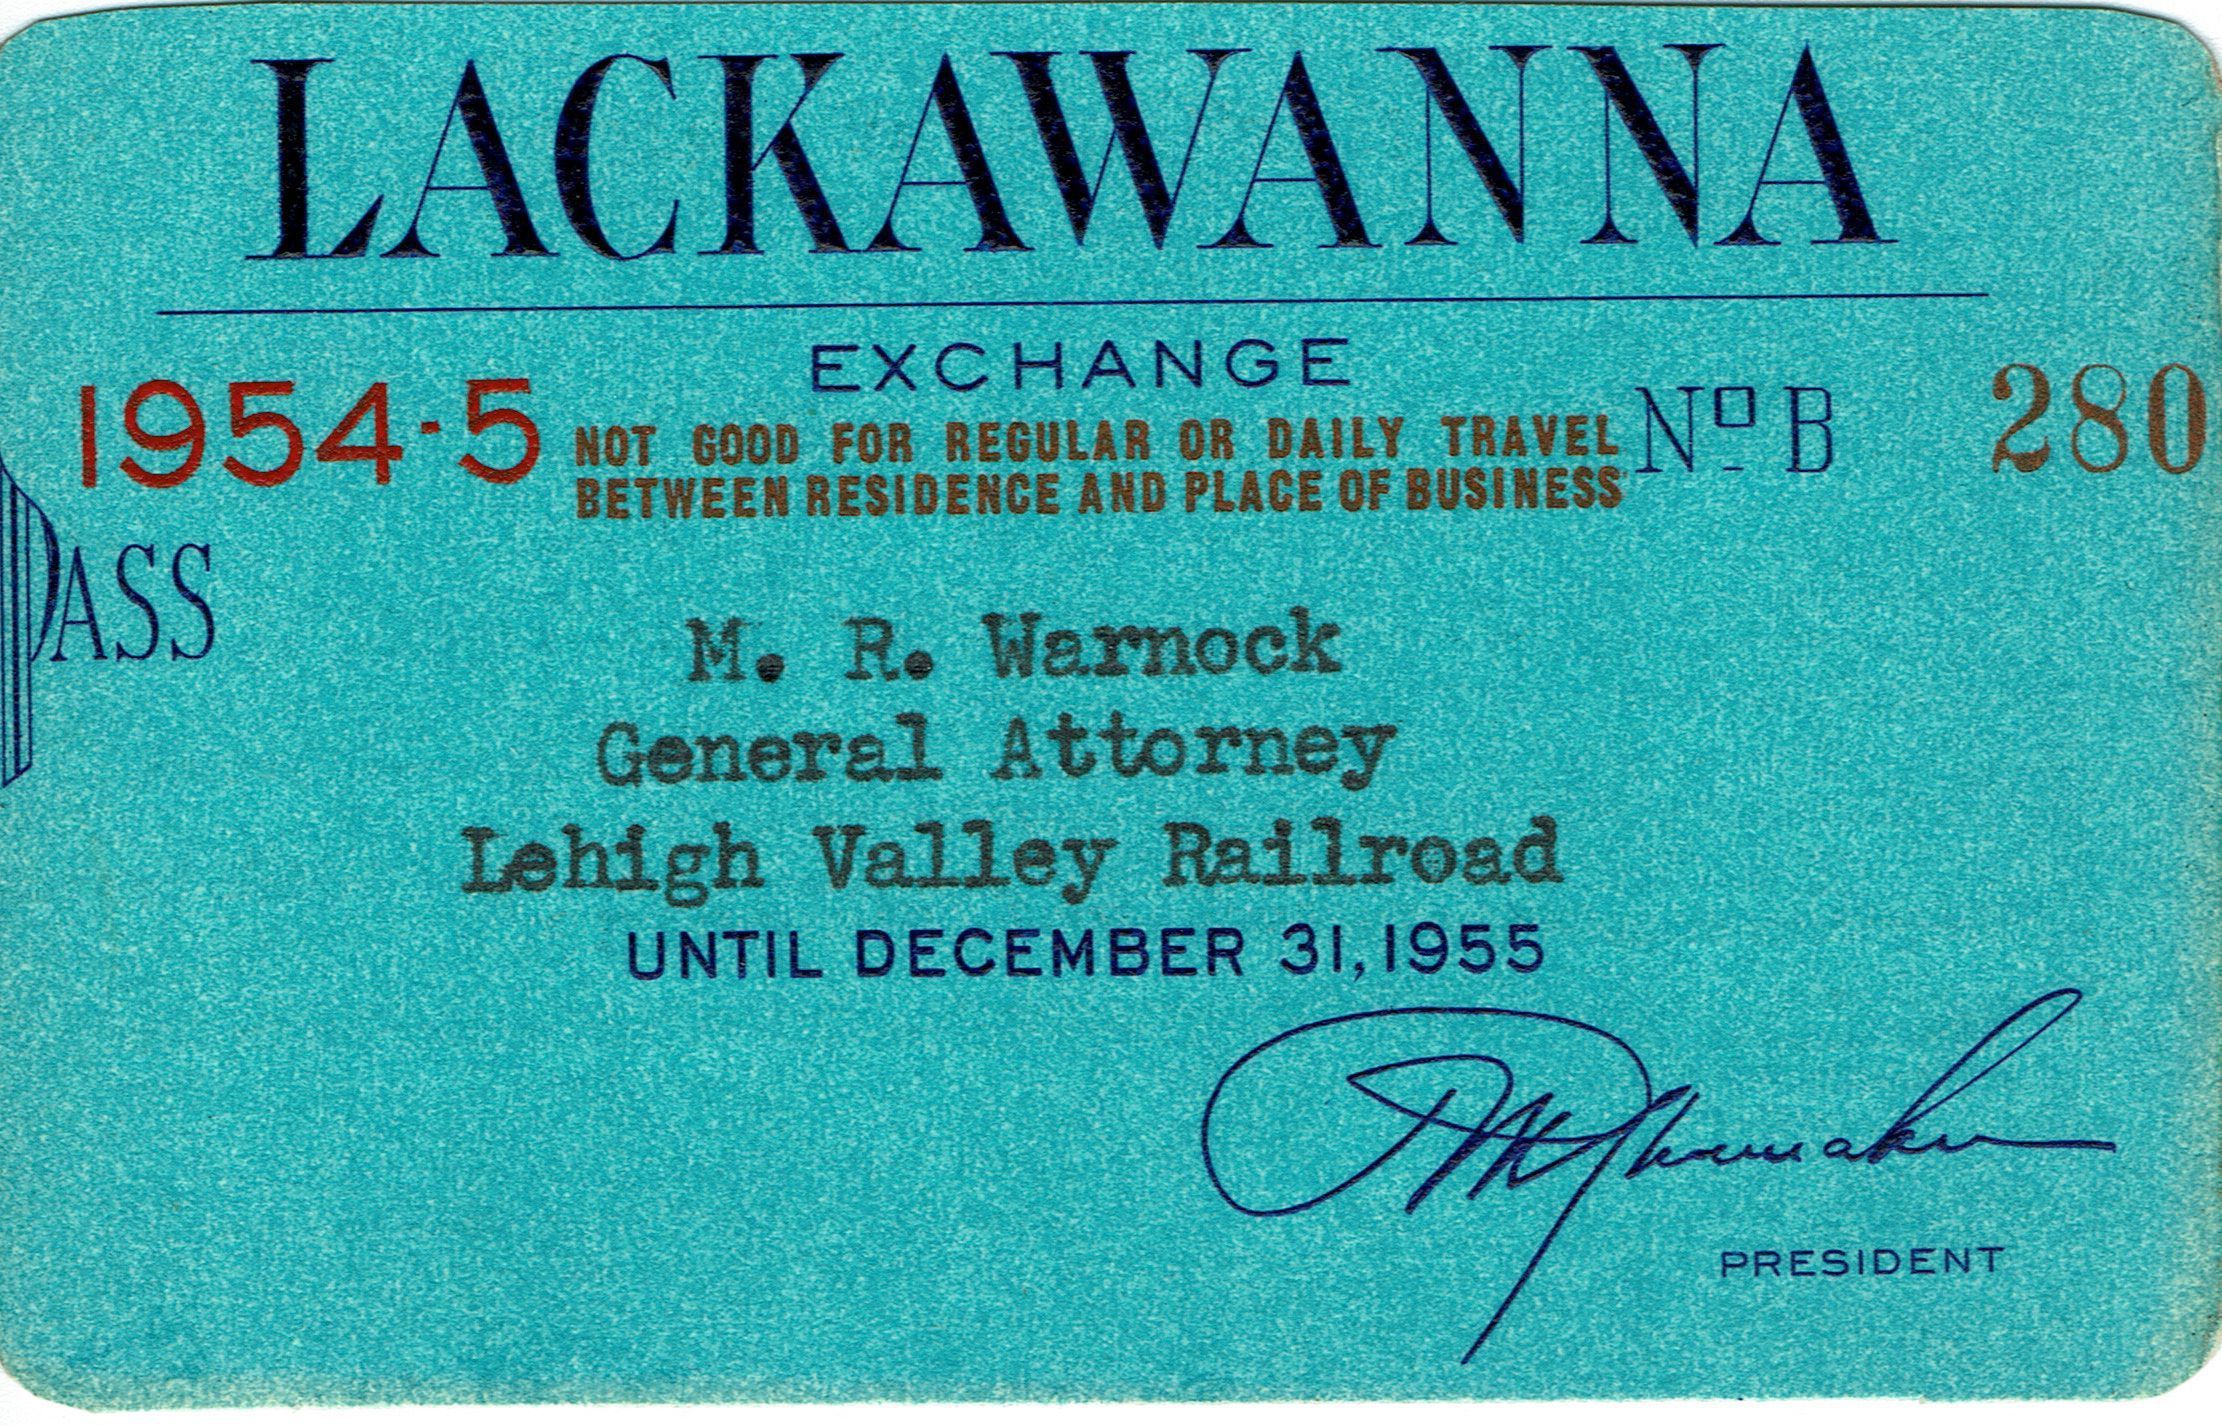 LACKAWANNA
EXCHANGE
1954-5
NOT GOOD FOR REGULAR OR DAILY TRAVEL
BETWEEN RESIDENCE AND PLACE OF BUSINESS
No B 280
PASS
M. R. Warnock
General Attorney
Lehigh Valley Railroad
UNTIL DECEMBER 31, 1955
PMShoemaker
PRESIDENT